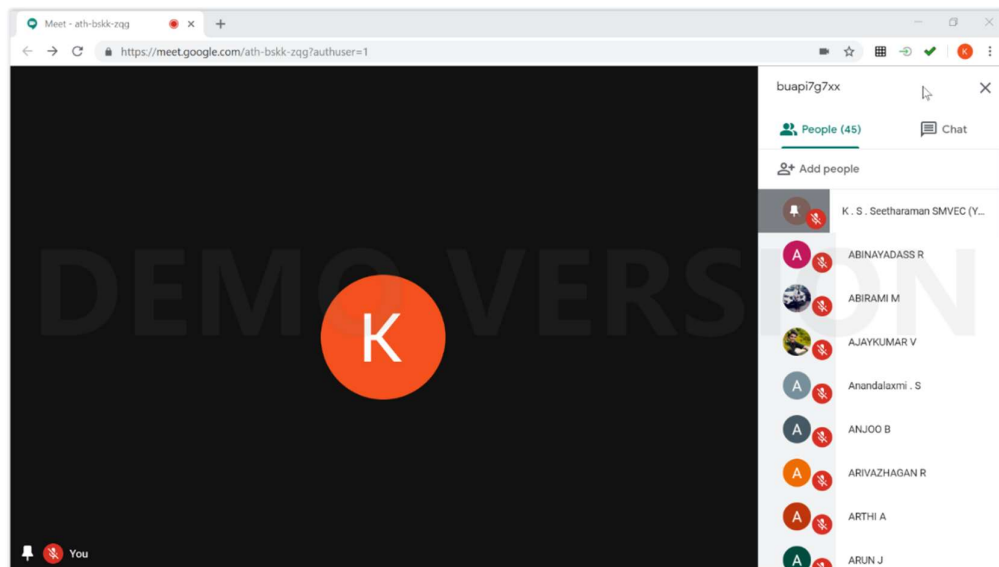 Meet - ath-bskk-zqg
https://meet.google.com/ath-bskk-zqg?authuser=1
K
buapi7g7xx
People (45)
Chat
Add people
K . S . Seetharaman SMVEC (Y...
A
ABINAYADASS R
ABIRAMI M
AJAYKUMAR V
A
Anandalaxmi . S
A
ANJOO B
A
ARIVAZHAGAN R
A
ARTHI A
A
ARUN J
K
You
DEMO VERSION